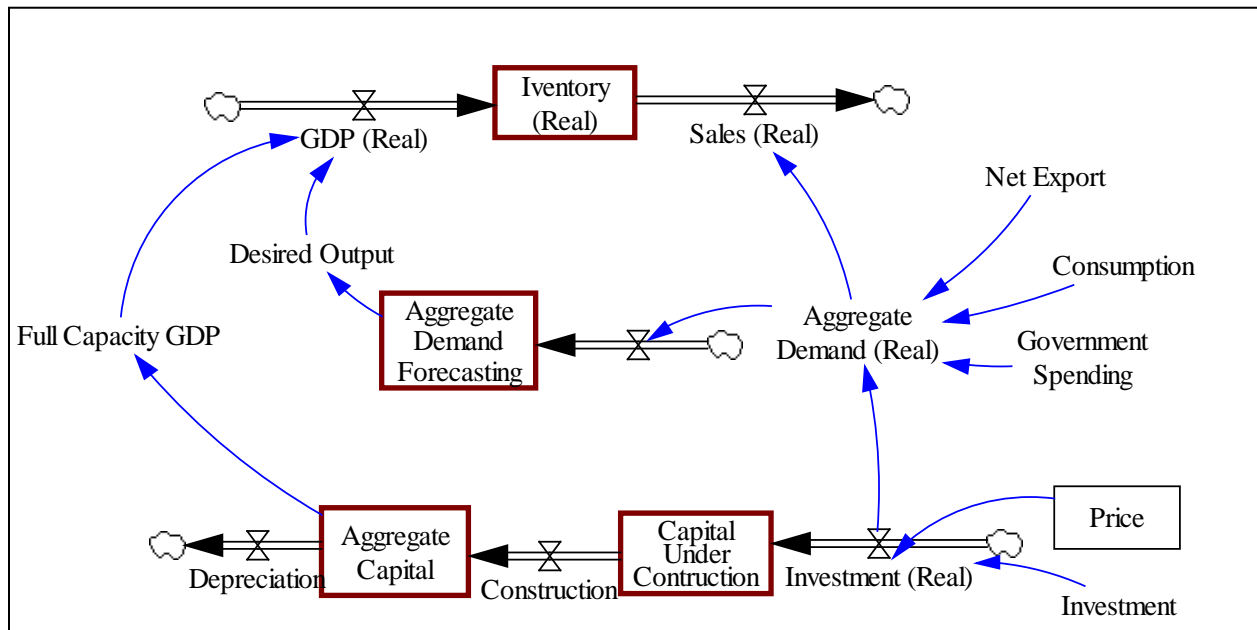 Iventory
(Real)
GDP (Real)
Sales (Real)
Net Export
Desired Output
Consumption
Full Capacity GDP
Aggregate
Demand
Forecasting
Aggregate
Demand (Real)
Government
Spending
Aggregate
Capital
Capital
Under
Contruction
Price
Depreciation
Construction
Investment (Real)
Investment